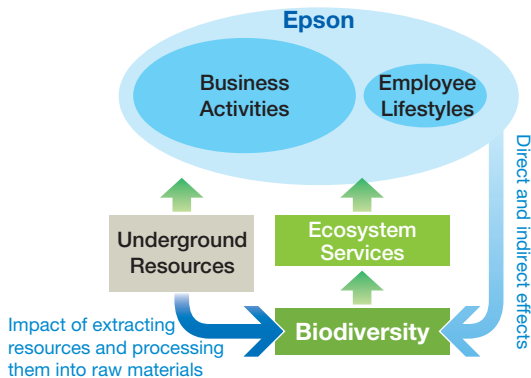 Epson
Business
Activities
Employee
Lifestyles
Direct and indirect effects
Underground
Resources
Ecosystem
Services
Biodiversity
Impact of extracting
resources and processing
them into raw materials